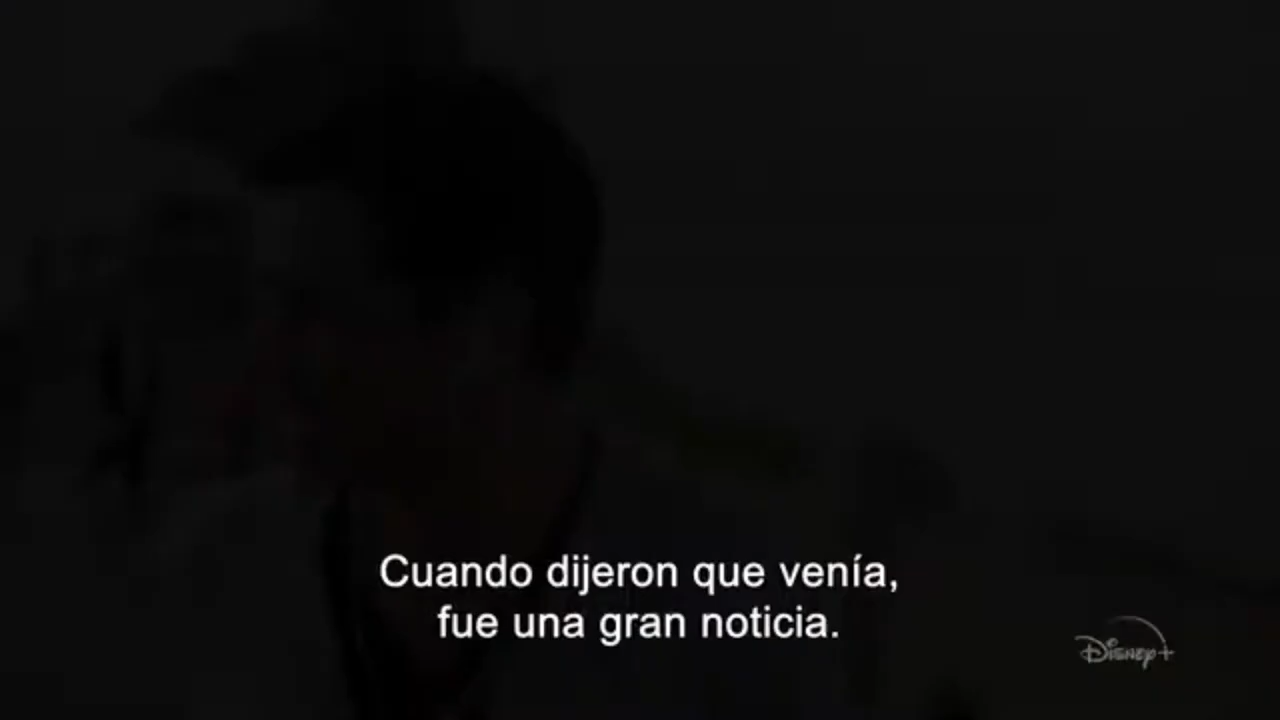 Cuando dijeron que venía,
fue una gran noticia.
Disney+